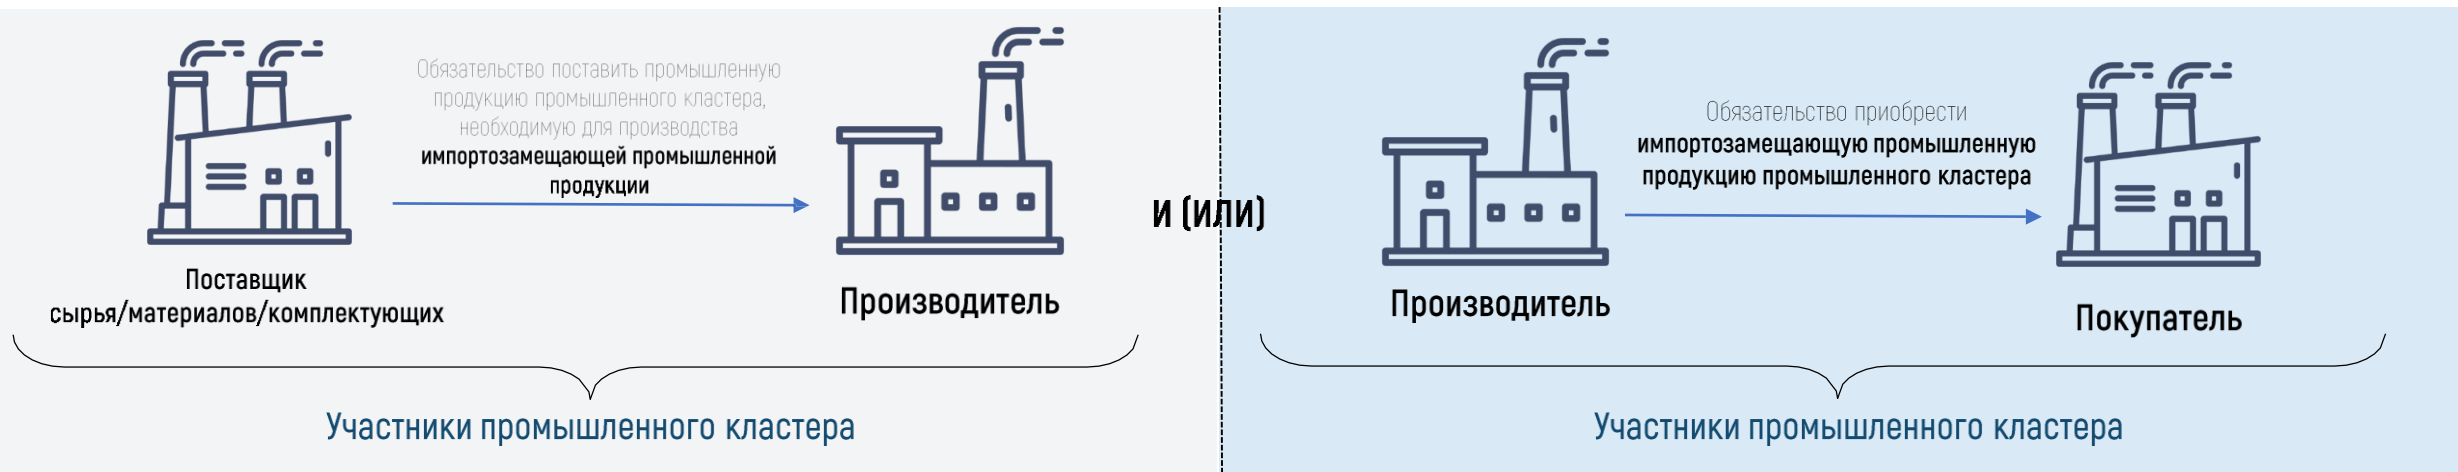 Обязательство поставить промышленную
продукцию промышленного кластера,
необходимую для производства
импортозамещающей промышленной
продукции
Поставщик
сырья/материалов/комплектующих
Производитель
Участники промышленного кластера
и (или)
Обязательство приобрести
импортозамещающую промышленную
продукцию промышленного кластера
Производитель
Покупатель
Участники промышленного кластера